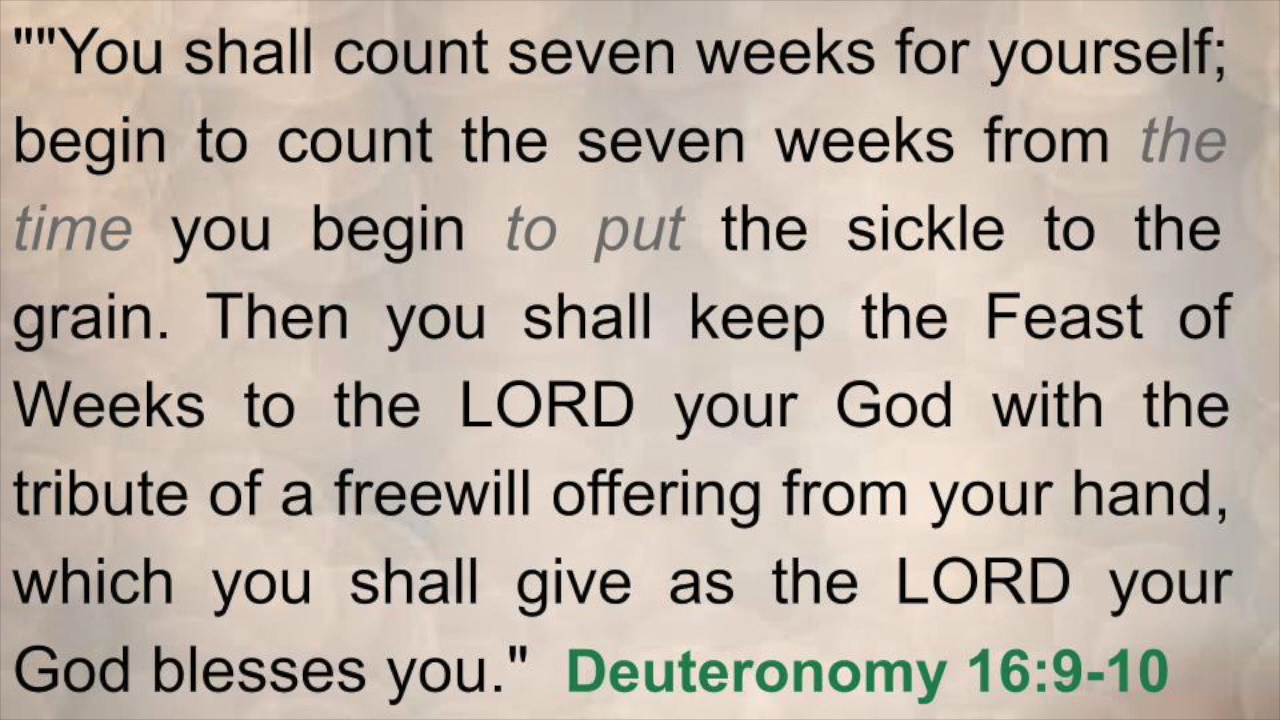 ""You shall count seven weeks for yourself;
begin to count the seven weeks from the
time you begin to put the sickle to the
grain. Then you shall keep the Feast of
Weeks to the LORD your God with the
tribute of a freewill offering from your hand,
which you shall give as the LORD your
God blesses you." Deuteronomy 16:9-10